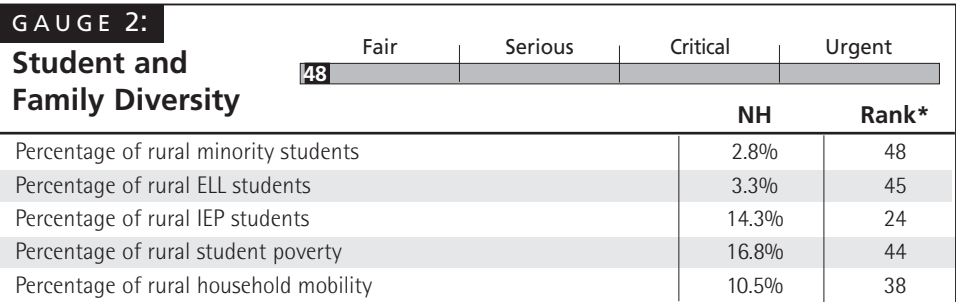 GAUGE 2:
Student and
Family Diversity
Fair Serious Critical Urgent
48
NH Rank*
Percentage of rural minority students 2.8% 48
Percentage of rural ELL students 3.3% 45
Percentage of rural IEP students 14.3% 24
Percentage of rural student poverty 16.8% 44
Percentage of rural household mobility 10.5% 38